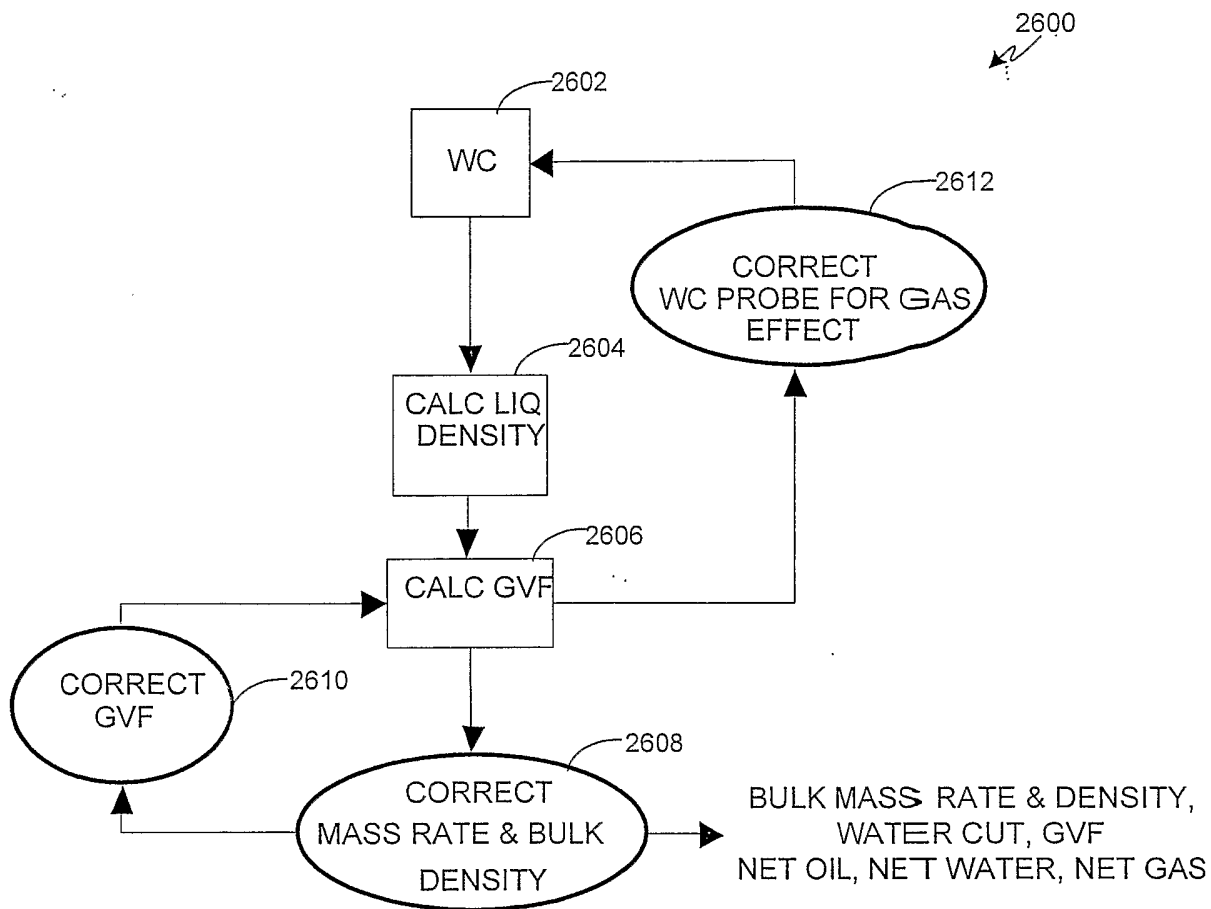 2600
2602
WC
2612
CORRECT
WC PROBE FOR GAS
EFFECT
2604
CALC LIQ
DENSITY
2606
CALC GVF
CORRECT
GVF
2610
2608
CORRECT
MASS RATE & BULK
DENSITY
BULK MASS RATE & DENSITY,
WATER CUT, GVF
NET OIL, NET WATER, NET GAS